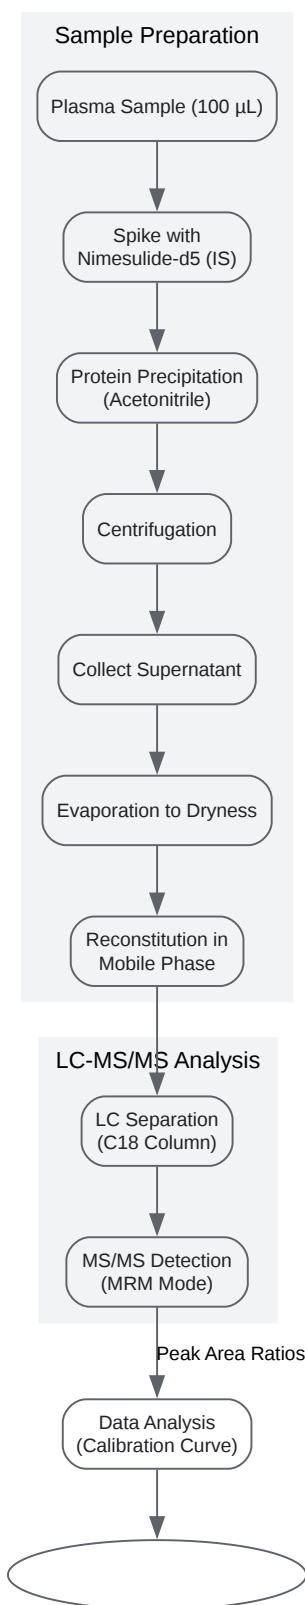 Sample Preparation
Plasma Sample (100 µL)
Spike with
Nimesulide-d5 (IS)
Protein Precipitation
(Acetonitrile)
Centrifugation
Collect Supernatant
Evaporation to Dryness
Reconstitution in
Mobile Phase
LC-MS/MS Analysis
LC Separation
(C18 Column)
MS/MS Detection
(MRM Mode)
Peak Area Ratios
Data Analysis
(Calibration Curve)